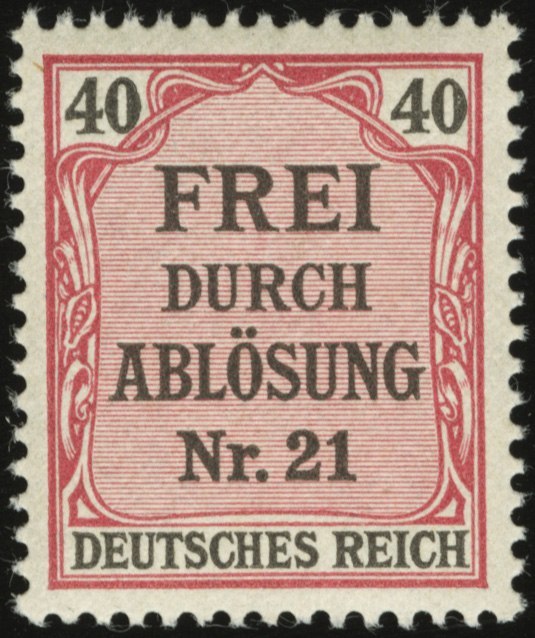 40 40
FREI
DURCH
ABLÖSUNG
Nr. 21
DEUTSCHES REICH